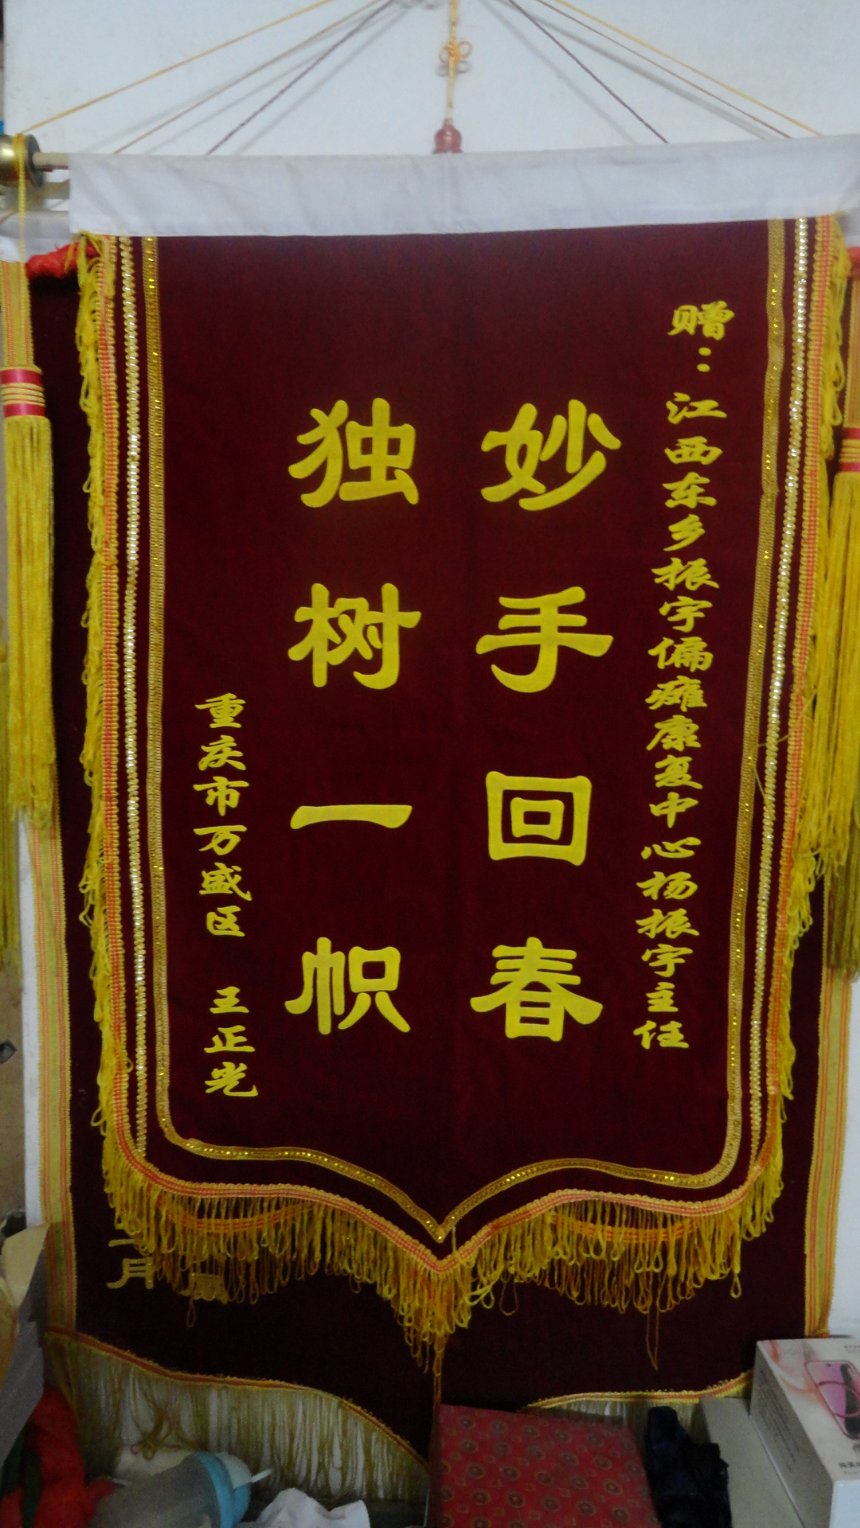 赠：江西东乡振宇偏瘫康复中心杨振宇主任
妙手回春
独树一帜
重庆市万盛区 王正光
月